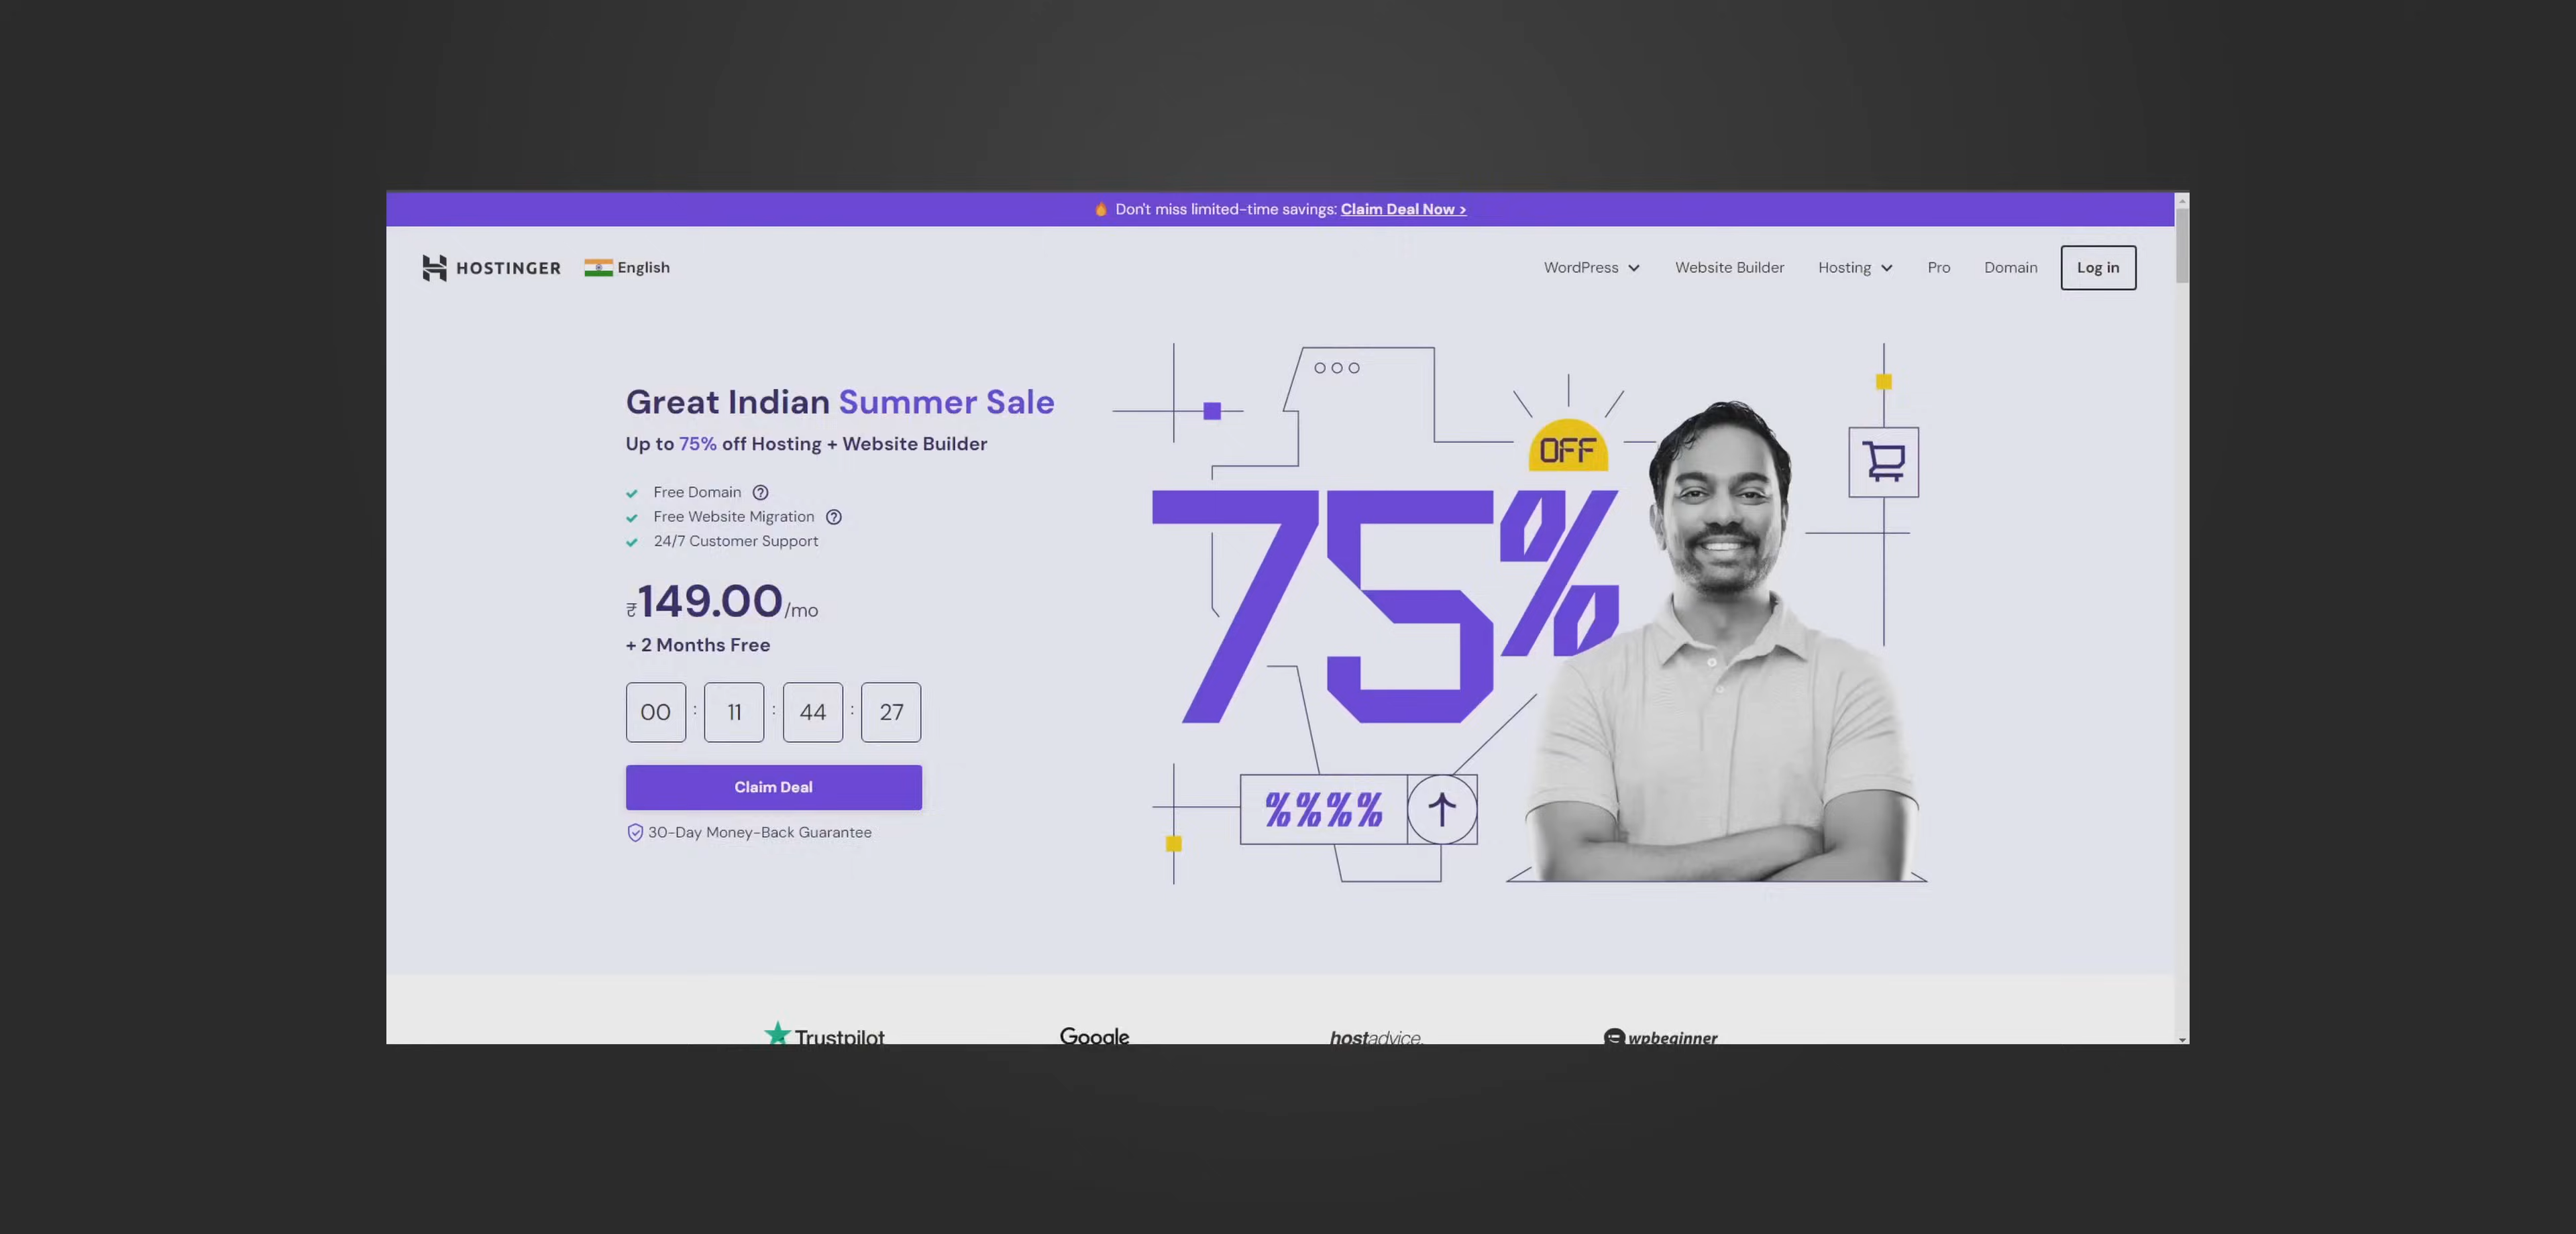 Don't miss limited-time savings: Claim Deal Now >
HOSTINGER English WordPress Website Builder Hosting Pro Domain Log in
Great Indian Summer Sale
Up to 75% off Hosting + Website Builder
Free Domain
Free Website Migration
24/7 Customer Support
₹149.00/mo
+ 2 Months Free
00 : 11 : 44 : 27
Claim Deal
30-Day Money-Back Guarantee
OFF
75%
%%%%
Trustpilot Google hostadvice. wpbeginner